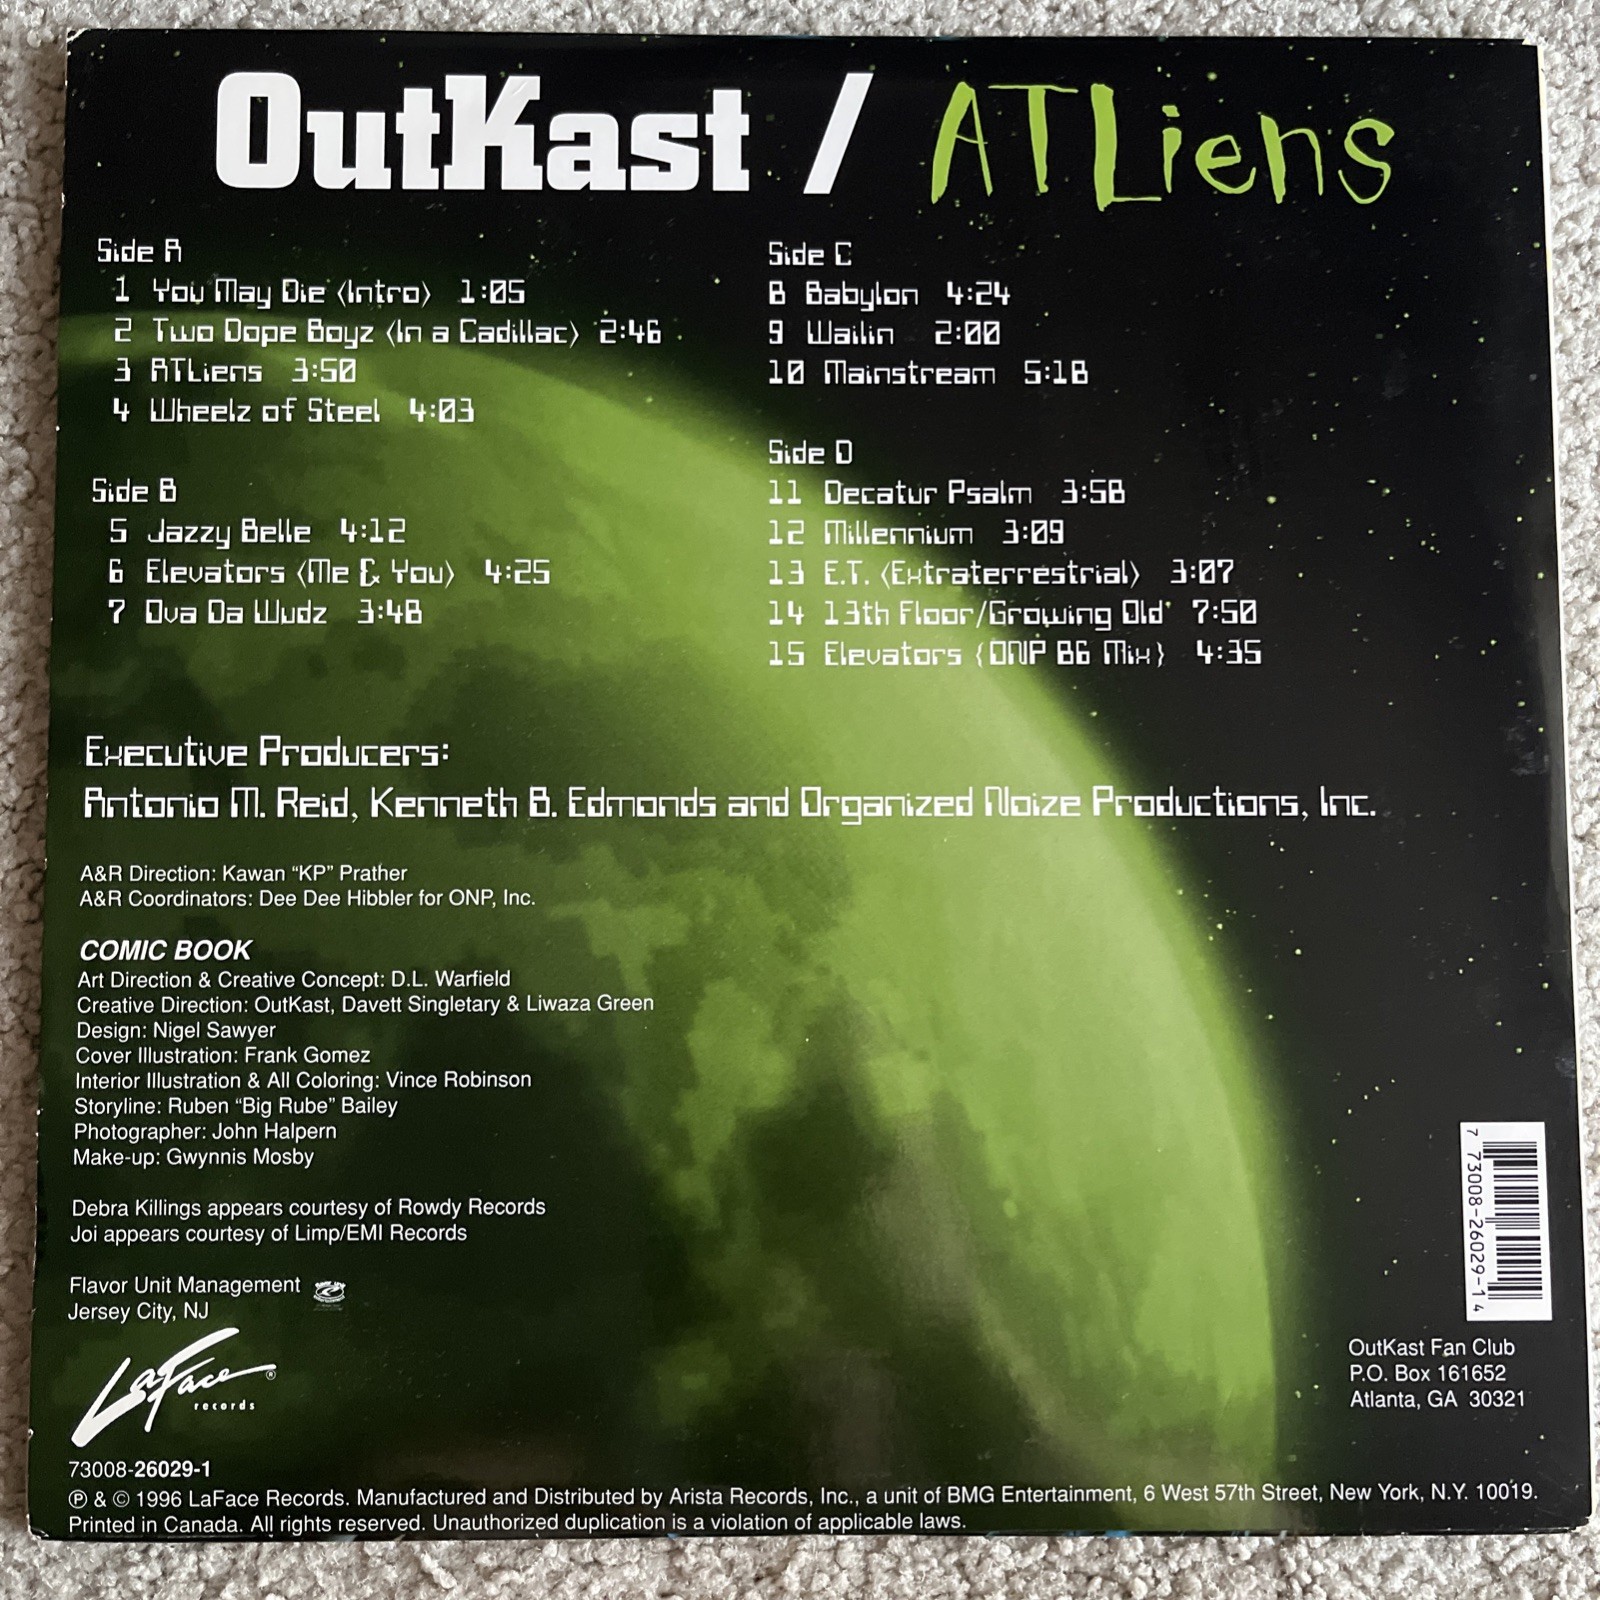 OutKast / ATLiens
Side A
1 You May Die (Intro) 1:05
2 Two Dope Boyz (In a Cadillac) 2:46
3 ATLiens 3:50
4 Wheelz of Steel 4:03
Side B
5 Jazzy Belle 4:12
6 Elevators (Me & You) 4:25
7 Ova Da Wudz 3:48
Side C
8 Babylon 4:24
9 Wailin 2:00
10 Mainstream 5:18
Side D
11 Decatur Psalm 3:58
12 Millennium 3:09
13 E.T. (Extraterrestrial) 3:07
14 13th Floor/Growing Old 7:50
15 Elevators {ONP 86 Mix} 4:35
Executive Producers:
Antonio M. Reid, Kenneth B. Edmonds and Organized Noize Productions, Inc.
A&R Direction: Kawan “KP” Prather
A&R Coordinators: Dee Dee Hibbler for ONP, Inc.
COMIC BOOK
Art Direction & Creative Concept: D.L. Warfield
Creative Direction: OutKast, Davett Singletary & Liwaza Green
Design: Nigel Sawyer
Cover Illustration: Frank Gomez
Interior Illustration & All Coloring: Vince Robinson
Storyline: Ruben “Big Rube” Bailey
Photographer: John Halpern
Make-up: Gwynnis Mosby
Debra Killings appears courtesy of Rowdy Records
Joi appears courtesy of Limp/EMI Records
Flavor Unit Management
Jersey City, NJ
LaFace ®
records
7 73008-26029-1 4
OutKast Fan Club
P.O. Box 161652
Atlanta, GA 30321
73008-26029-1
℗ & © 1996 LaFace Records. Manufactured and Distributed by Arista Records, Inc., a unit of BMG Entertainment, 6 West 57th Street, New York, N.Y. 10019.
Printed in Canada. All rights reserved. Unauthorized duplication is a violation of applicable laws.